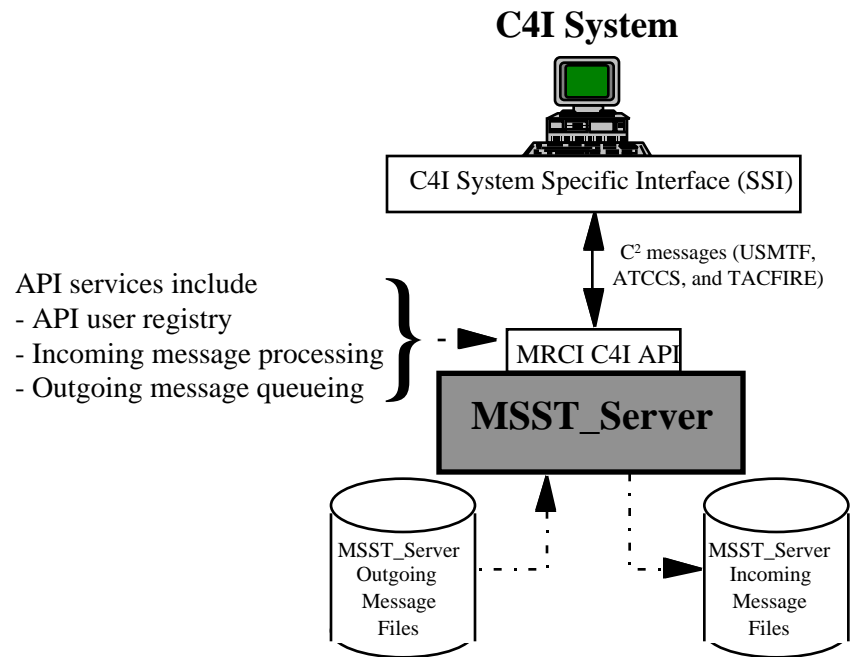 C4I System
C4I System Specific Interface (SSI)
C² messages (USMTF,
ATCCS, and TACFIRE)
API services include
- API user registry
- Incoming message processing
- Outgoing message queueing
MRCI C4I API
MSST_Server
MSST_Server
Outgoing
Message
Files
MSST_Server
Incoming
Message
Files